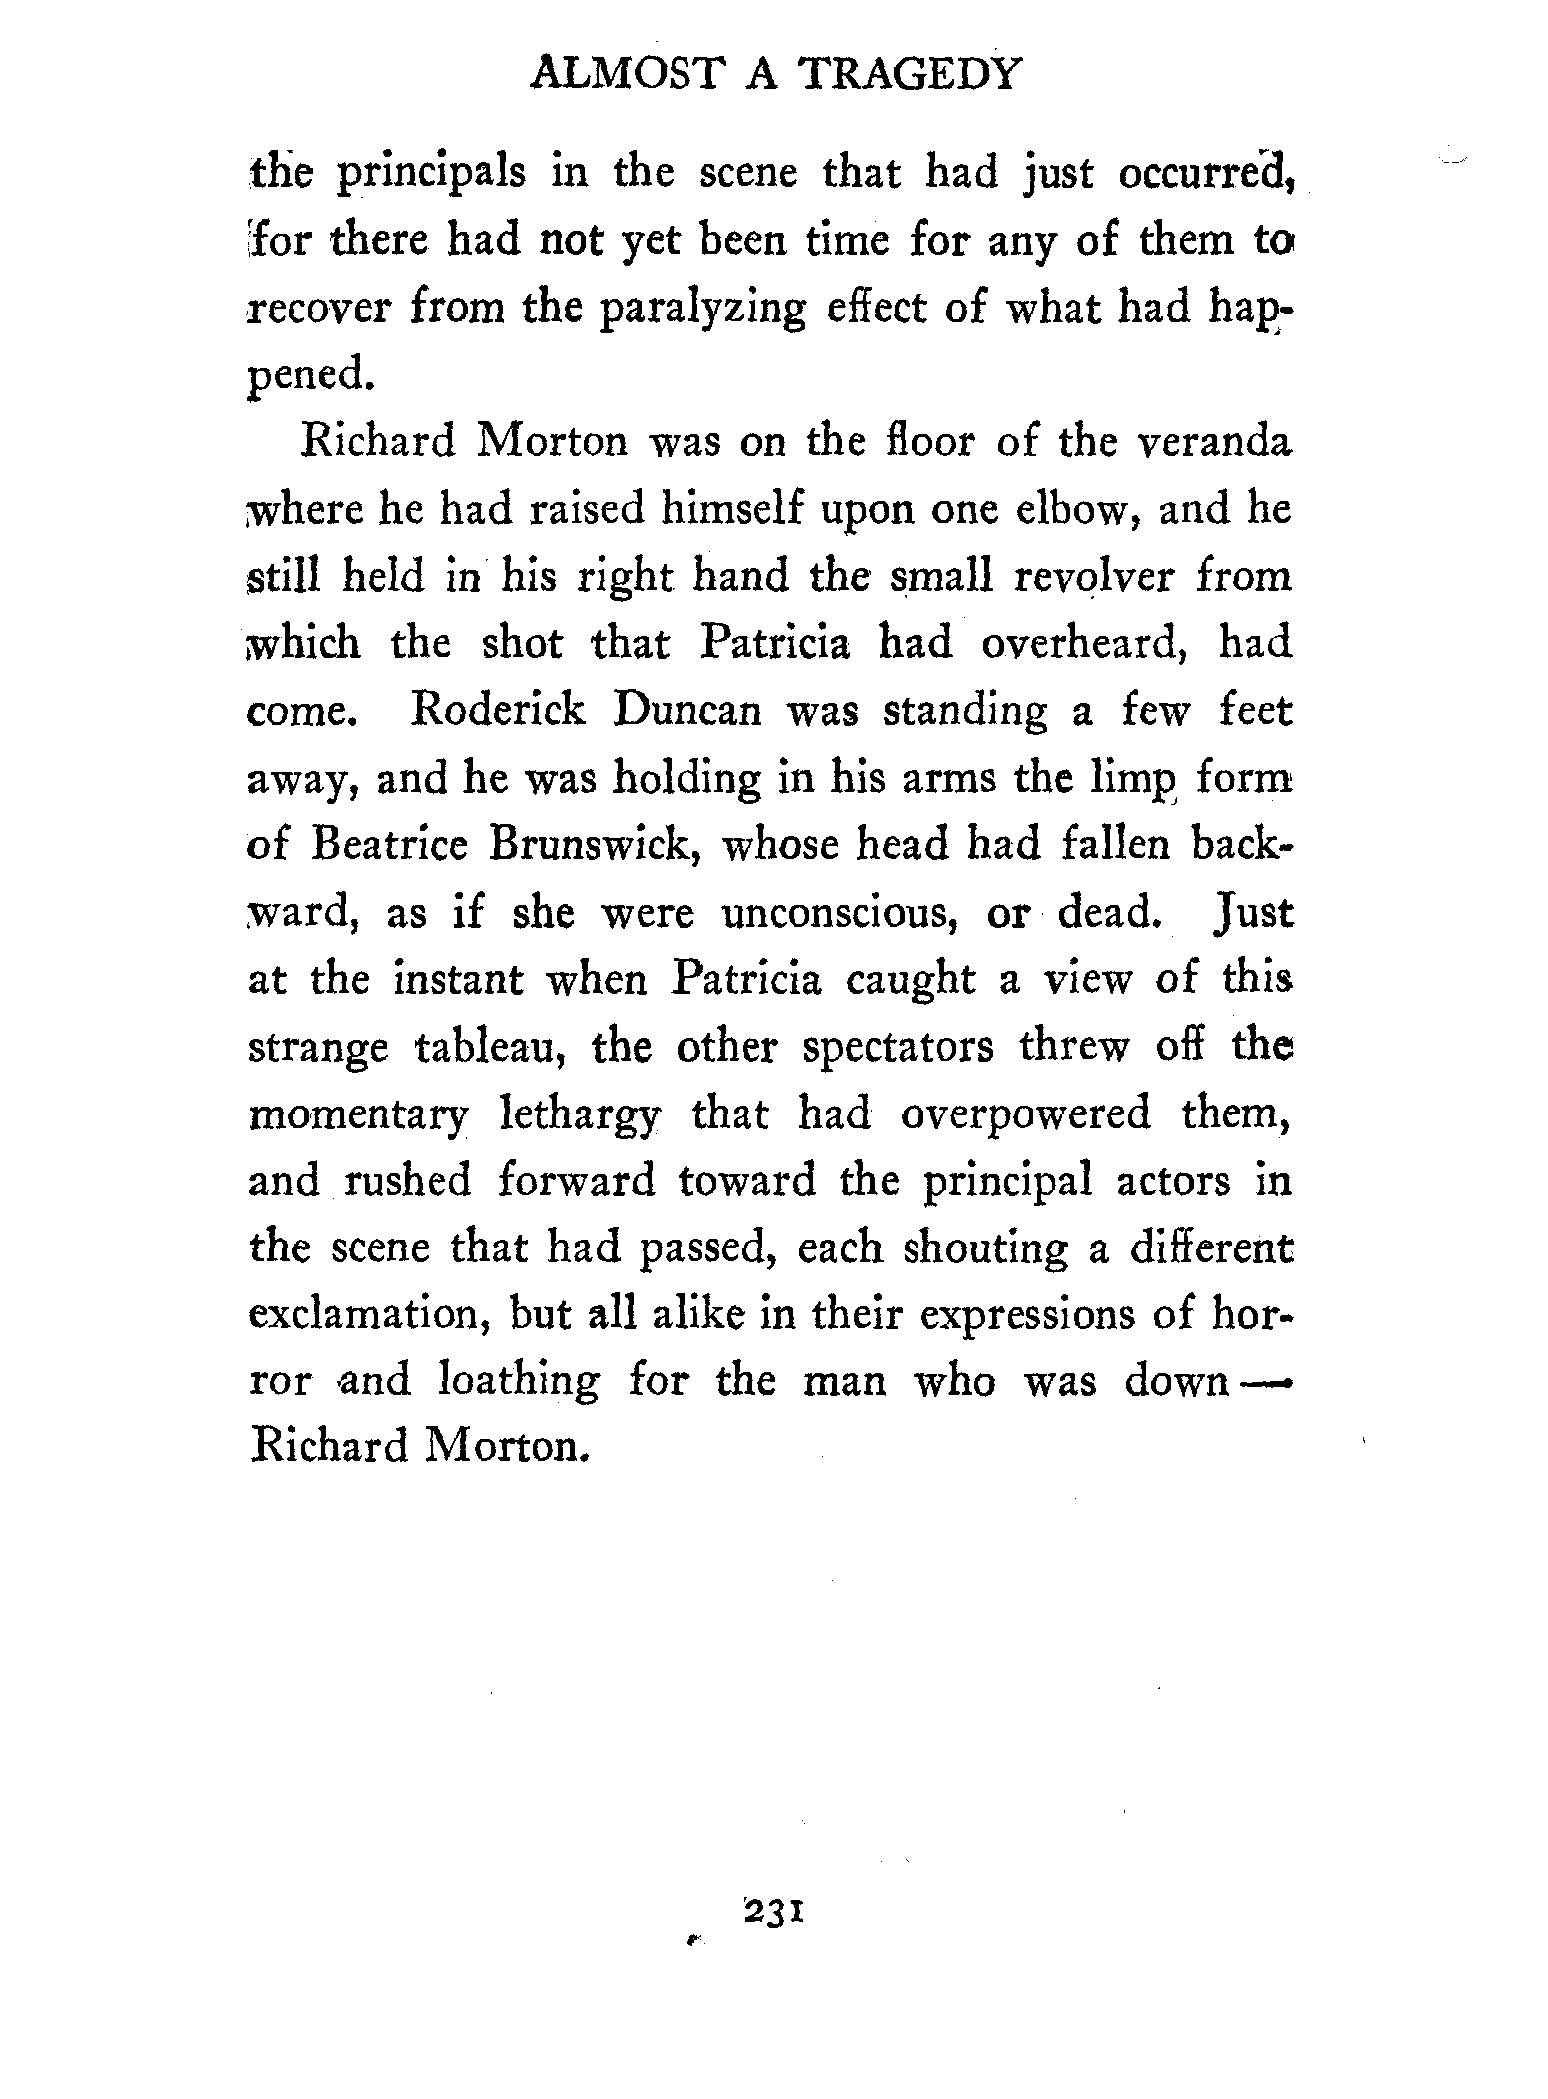 ALMOST A TRAGEDY
the principals in the scene that had just occurred,
for there had not yet been time for any of them to
recover from the paralyzing effect of what had hap-
pened.
Richard Morton was on the floor of the veranda
where he had raised himself upon one elbow, and he
still held in his right hand the small revolver from
which the shot that Patricia had overheard, had
come. Roderick Duncan was standing a few feet
away, and he was holding in his arms the limp form
of Beatrice Brunswick, whose head had fallen back-
ward, as if she were unconscious, or dead. Just
at the instant when Patricia caught a view of this
strange tableau, the other spectators threw off the
momentary lethargy that had overpowered them,
and rushed forward toward the principal actors in
the scene that had passed, each shouting a different
exclamation, but all alike in their expressions of hor-
ror and loathing for the man who was down—
Richard Morton.
231